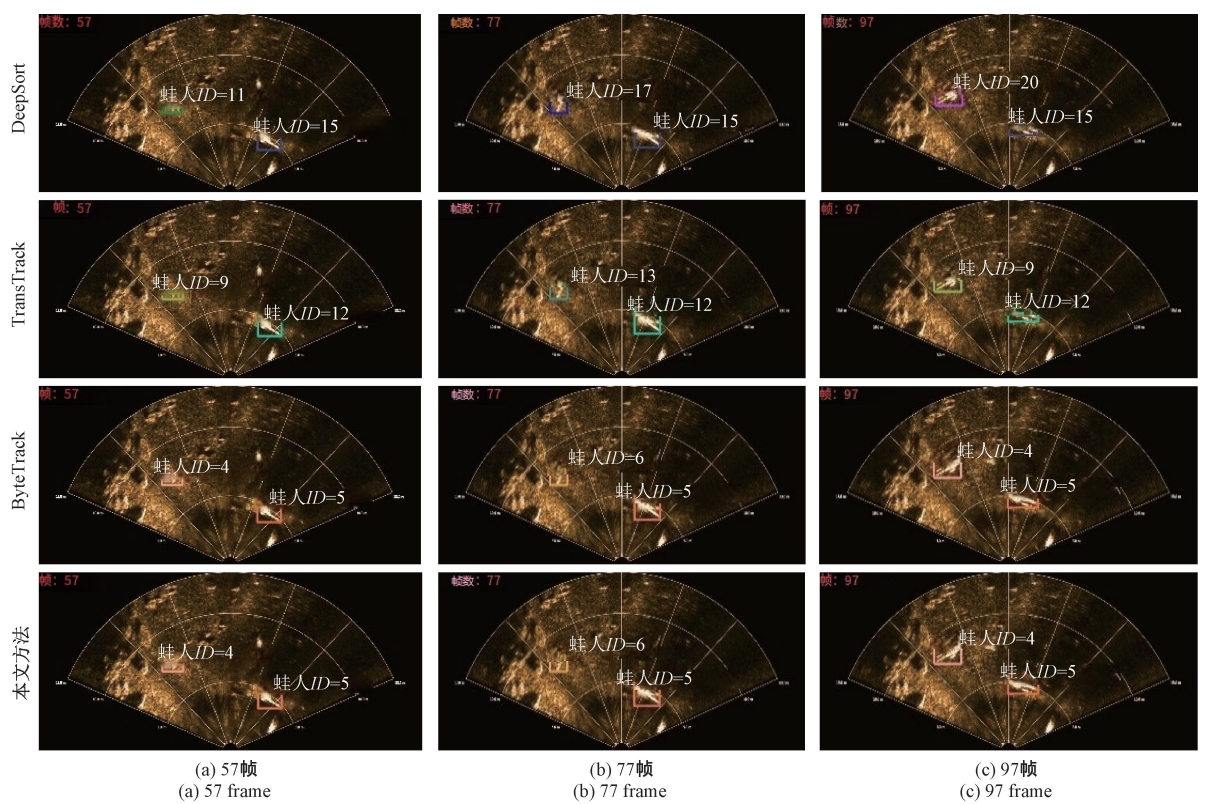 DeepSort
帧数: 57
蛙人ID=11
蛙人ID=15
帧数: 77
蛙人ID=17
蛙人ID=15
帧数: 97
蛙人ID=20
蛙人ID=15
TransTrack
帧: 57
蛙人ID=9
蛙人ID=12
帧数: 77
蛙人ID=13
蛙人ID=12
帧: 97
蛙人ID=9
蛙人ID=12
ByteTrack
帧: 57
蛙人ID=4
蛙人ID=5
帧数: 77
蛙人ID=6
蛙人ID=5
帧: 97
蛙人ID=4
蛙人ID=5
本文方法
帧: 57
蛙人ID=4
蛙人ID=5
帧数: 77
蛙人ID=6
蛙人ID=5
帧: 97
蛙人ID=4
蛙人ID=5
(a) 57帧
(a) 57 frame
(b) 77帧
(b) 77 frame
(c) 97帧
(c) 97 frame